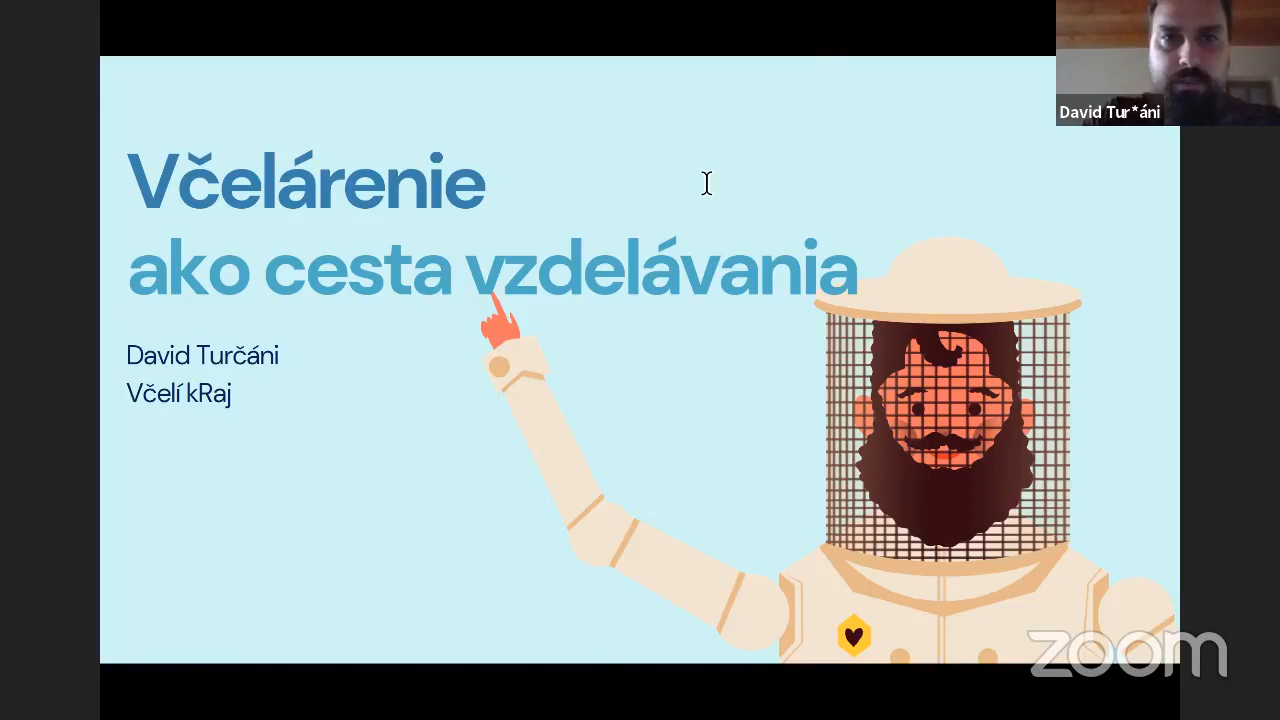 David Tur*áni
Včelárenie
ako cesta vzdelávania
David Turčáni
Včelí kRaj
zoom